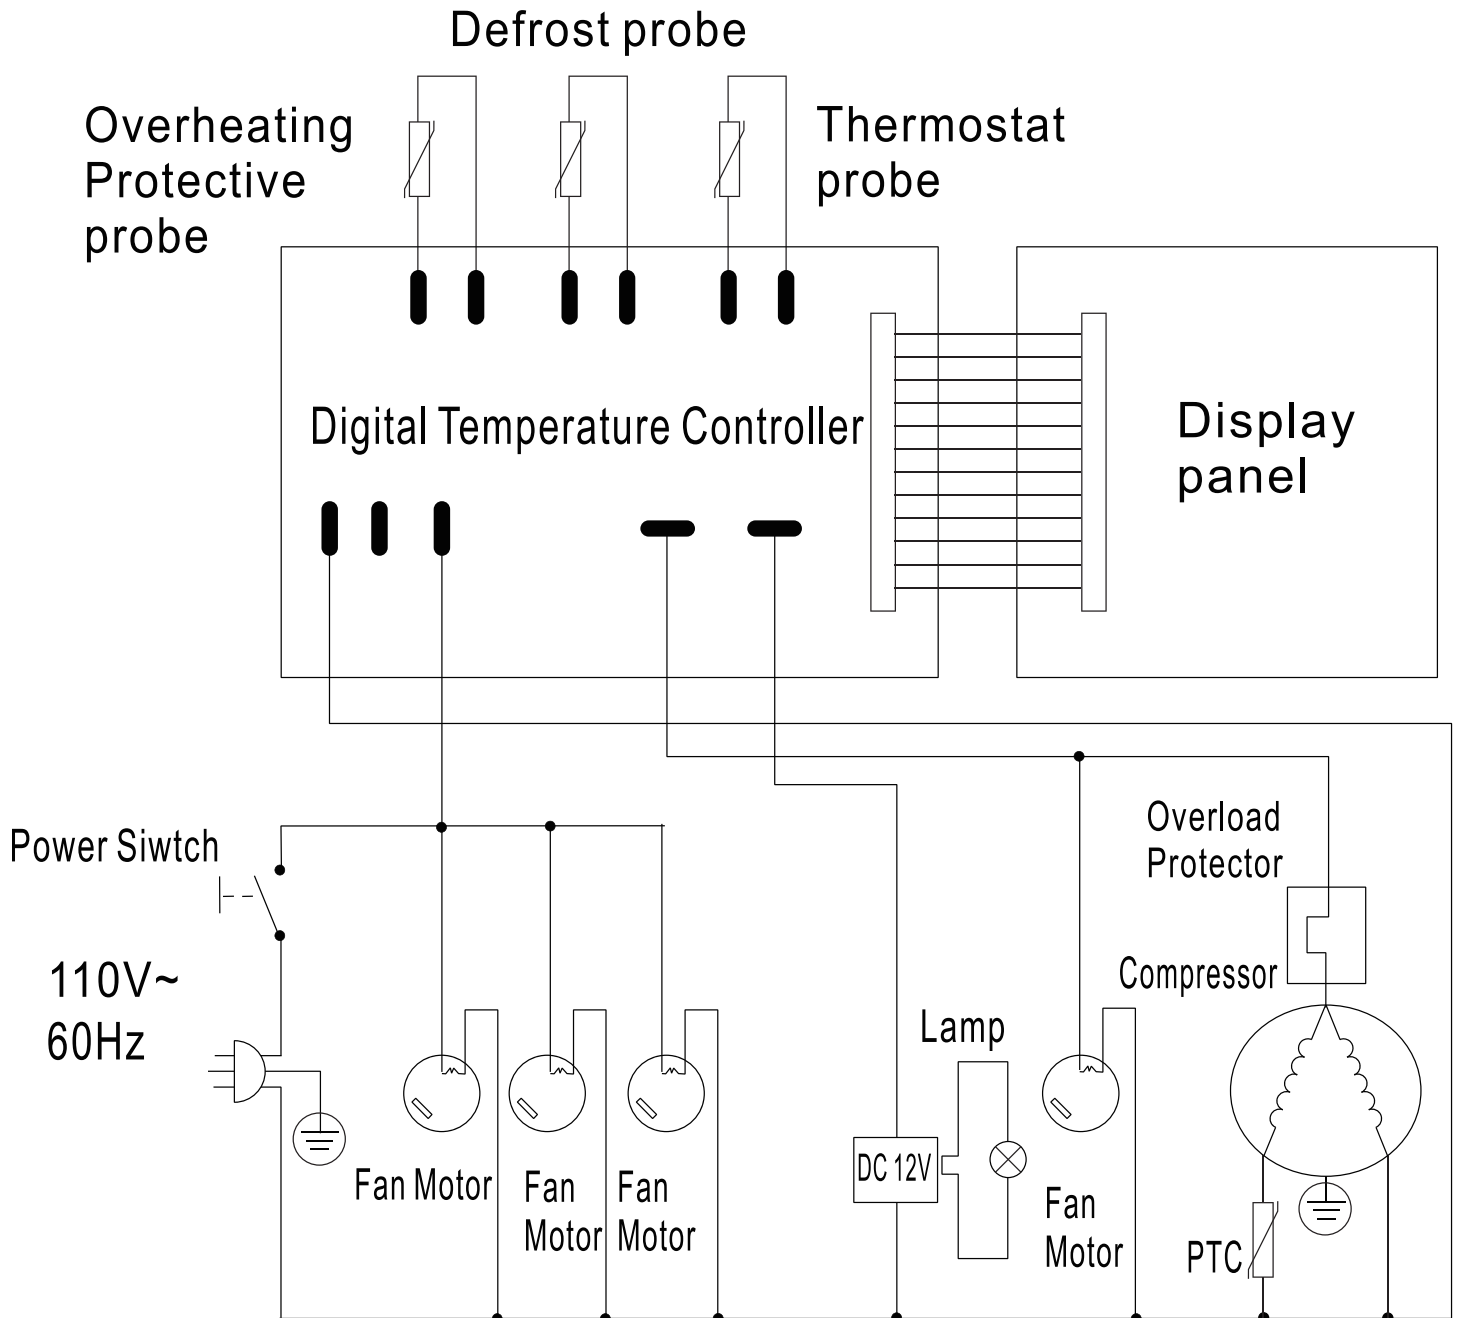 Defrost probe
Overheating
Protective
probe
Thermostat
probe
Digital Temperature Controller
Display
panel
Power Siwtch
110V~
60Hz
Overload
Protector
Compressor
Lamp
DC 12V
Fan Motor
Fan
Motor
Fan
Motor
Fan
Motor
PTC